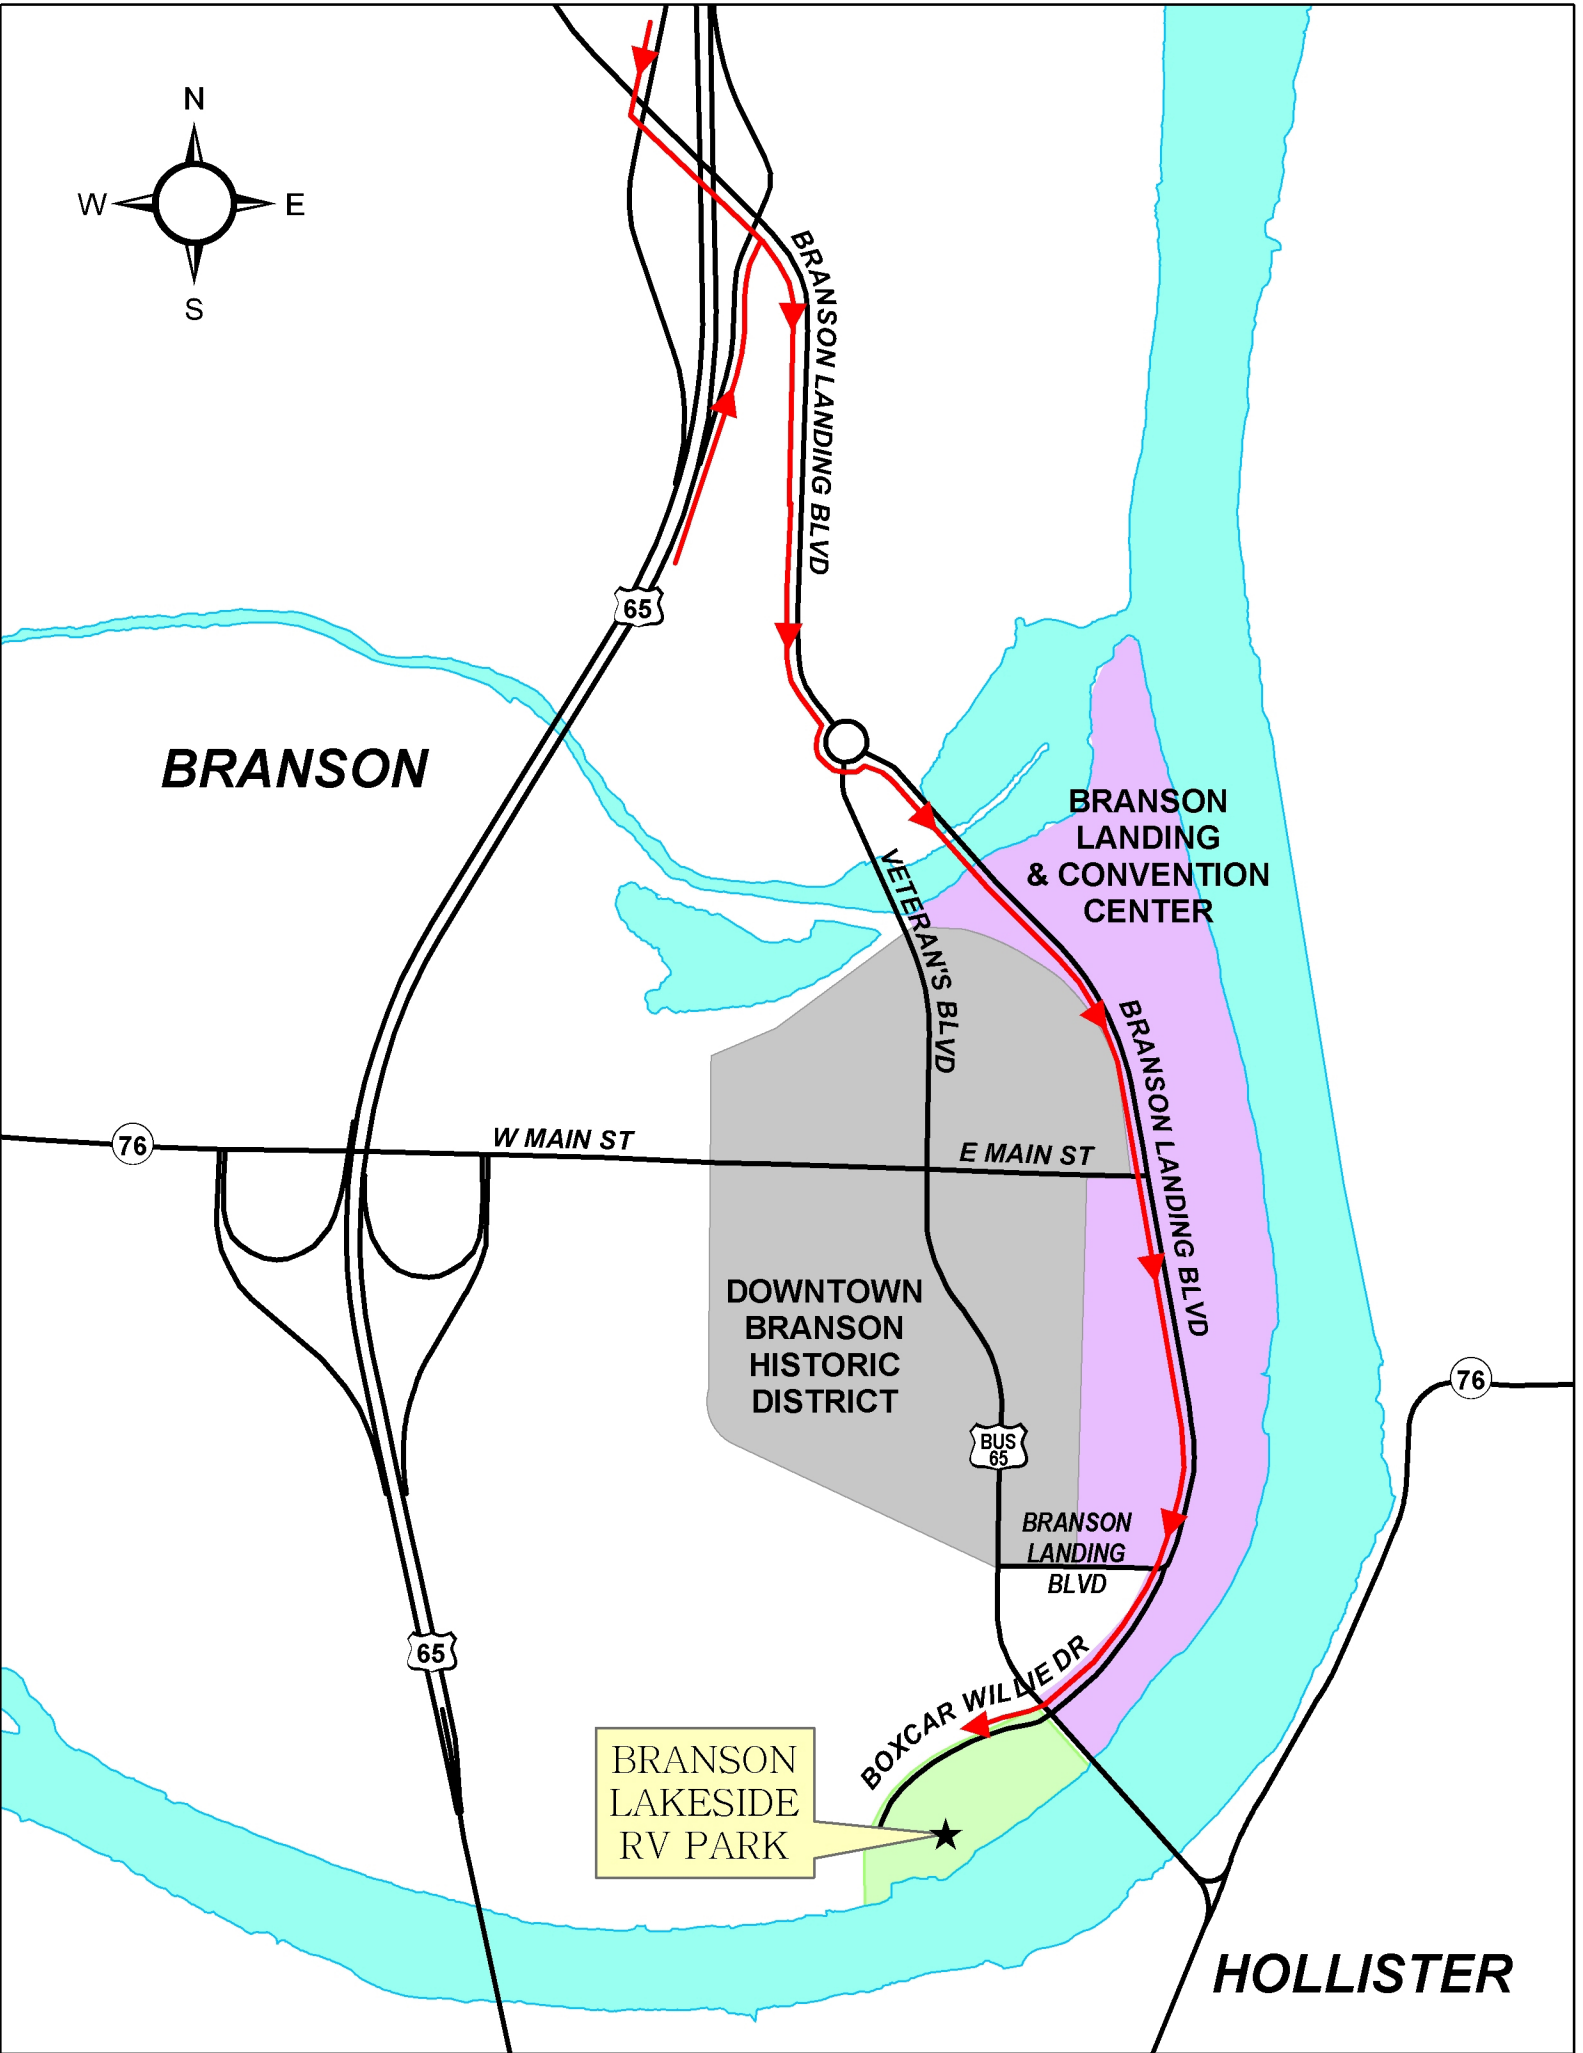 N
W
E
S
BRANSON LANDING BLVD
65
BRANSON
BRANSON
LANDING
& CONVENTION
CENTER
VETERAN'S BLVD
BRANSON LANDING BLVD
76
W MAIN ST
E MAIN ST
DOWNTOWN
BRANSON
HISTORIC
DISTRICT
76
BUS
65
BRANSON
LANDING
BLVD
65
BOXCAR WILLIE DR
BRANSON
LAKESIDE
RV PARK
HOLLISTER